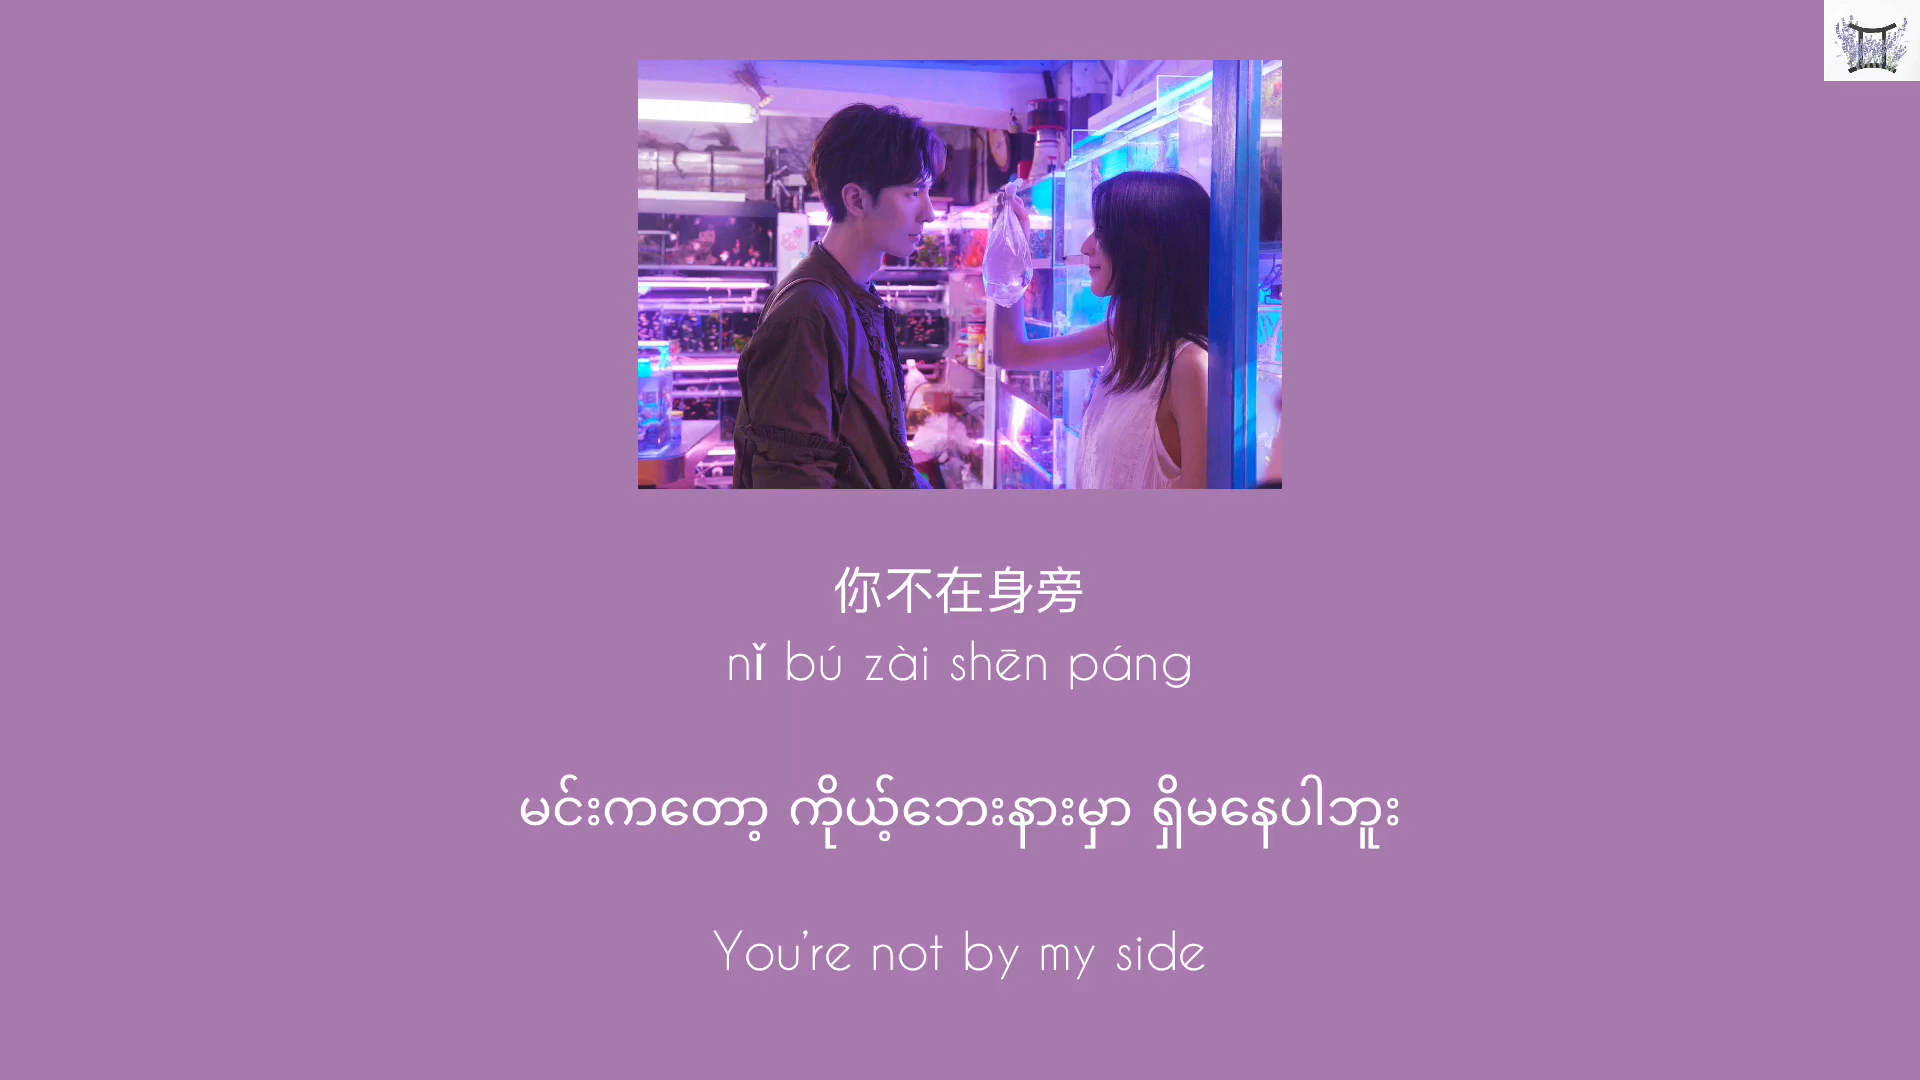 你不在身旁
nǐ bú zài shēn páng
မင်းကတော့ ကိုယ့်ဘေးနားမှာ ရှိမနေပါဘူး
You're not by my side